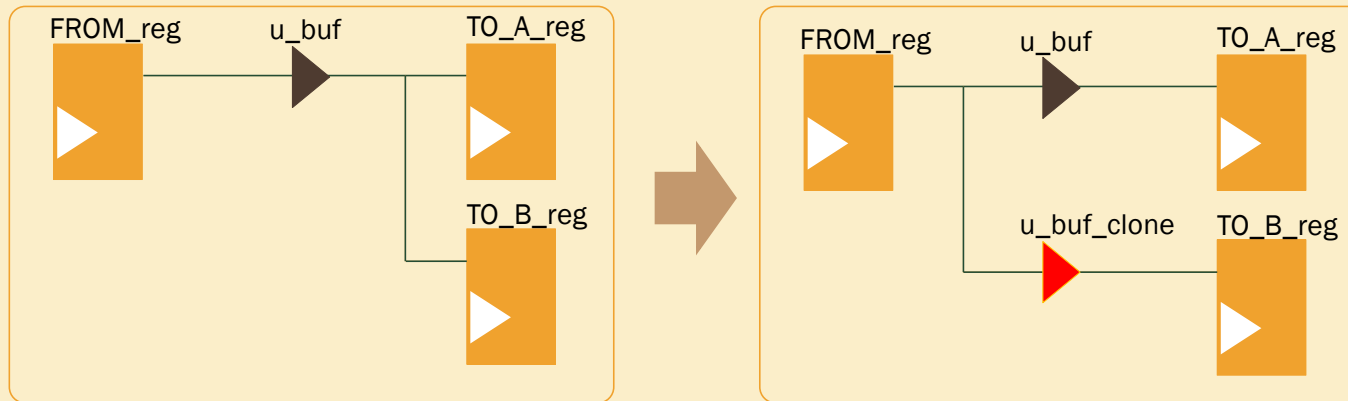 FROM_reg
u_buf
TO_A_reg
TO_B_reg
FROM_reg
u_buf
TO_A_reg
u_buf_clone
TO_B_reg